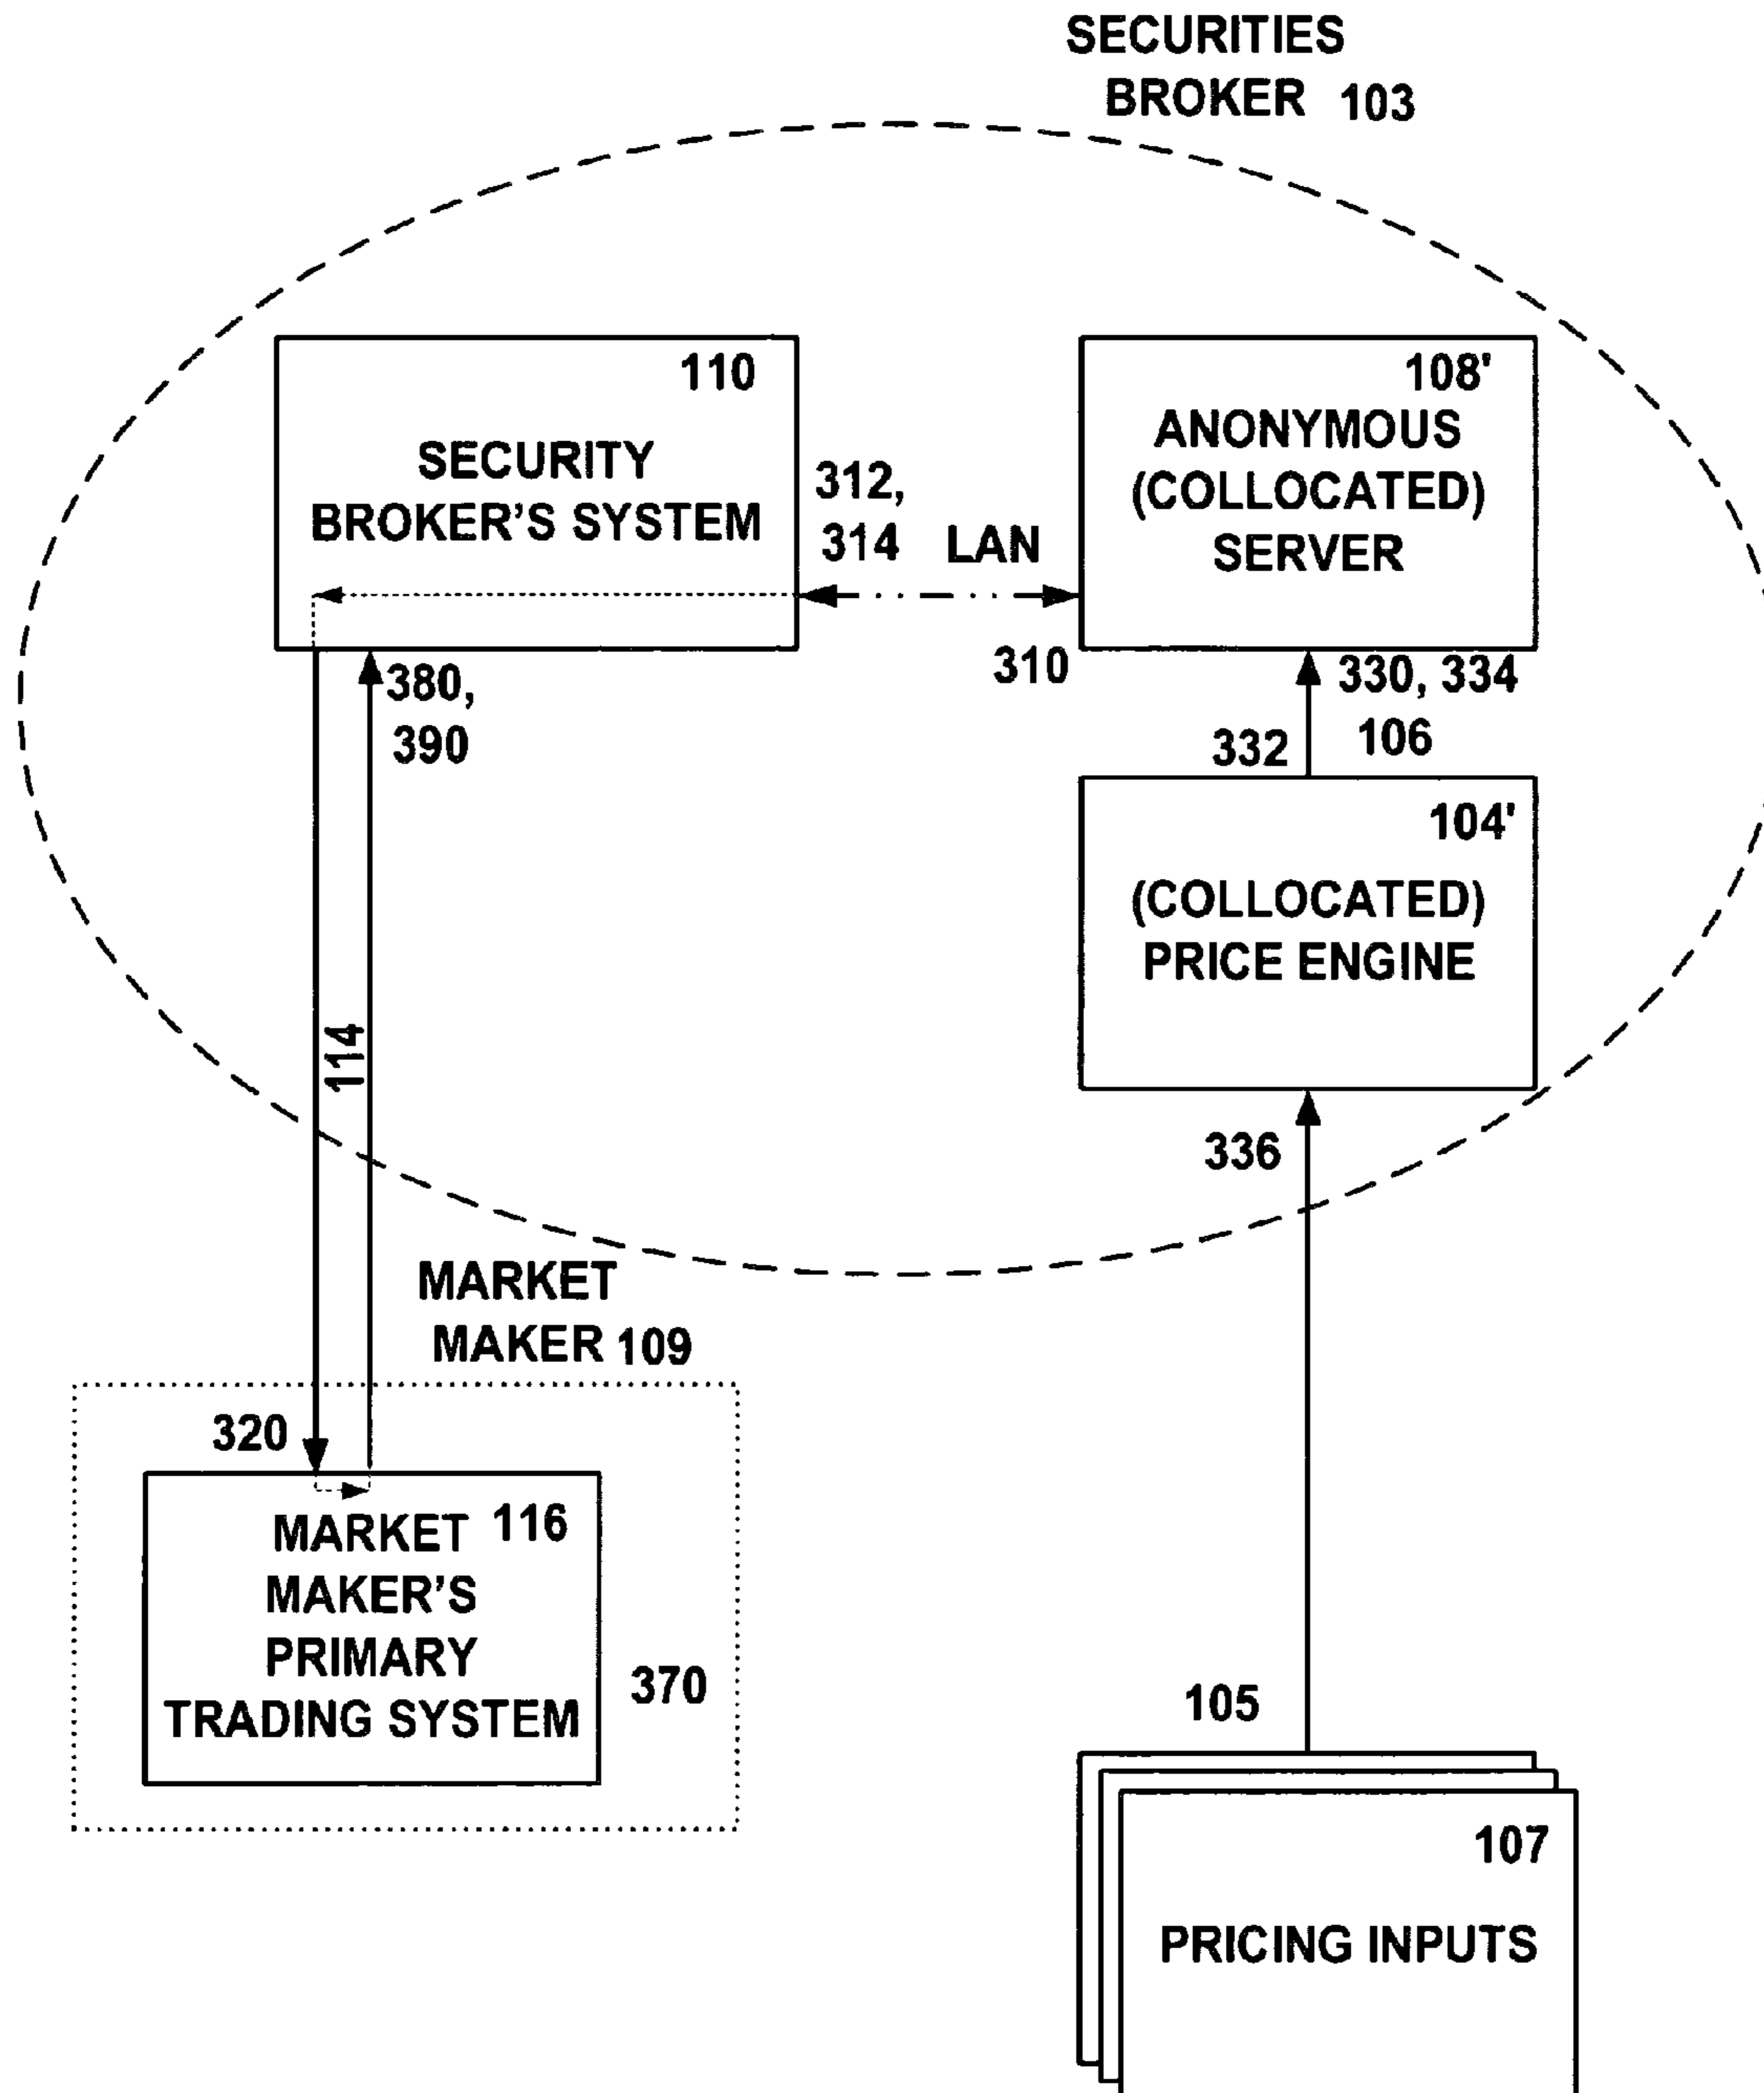 SECURITIES
BROKER 103
110
SECURITY
BROKER'S SYSTEM
108'
ANONYMOUS
(COLLOCATED)
SERVER
312,
314 LAN
310
380,
390
330, 334
106
332
104'
(COLLOCATED)
PRICE ENGINE
114
336
MARKET
MAKER 109
320
MARKET 116
MAKER'S
PRIMARY
TRADING SYSTEM
370
105
107
PRICING INPUTS